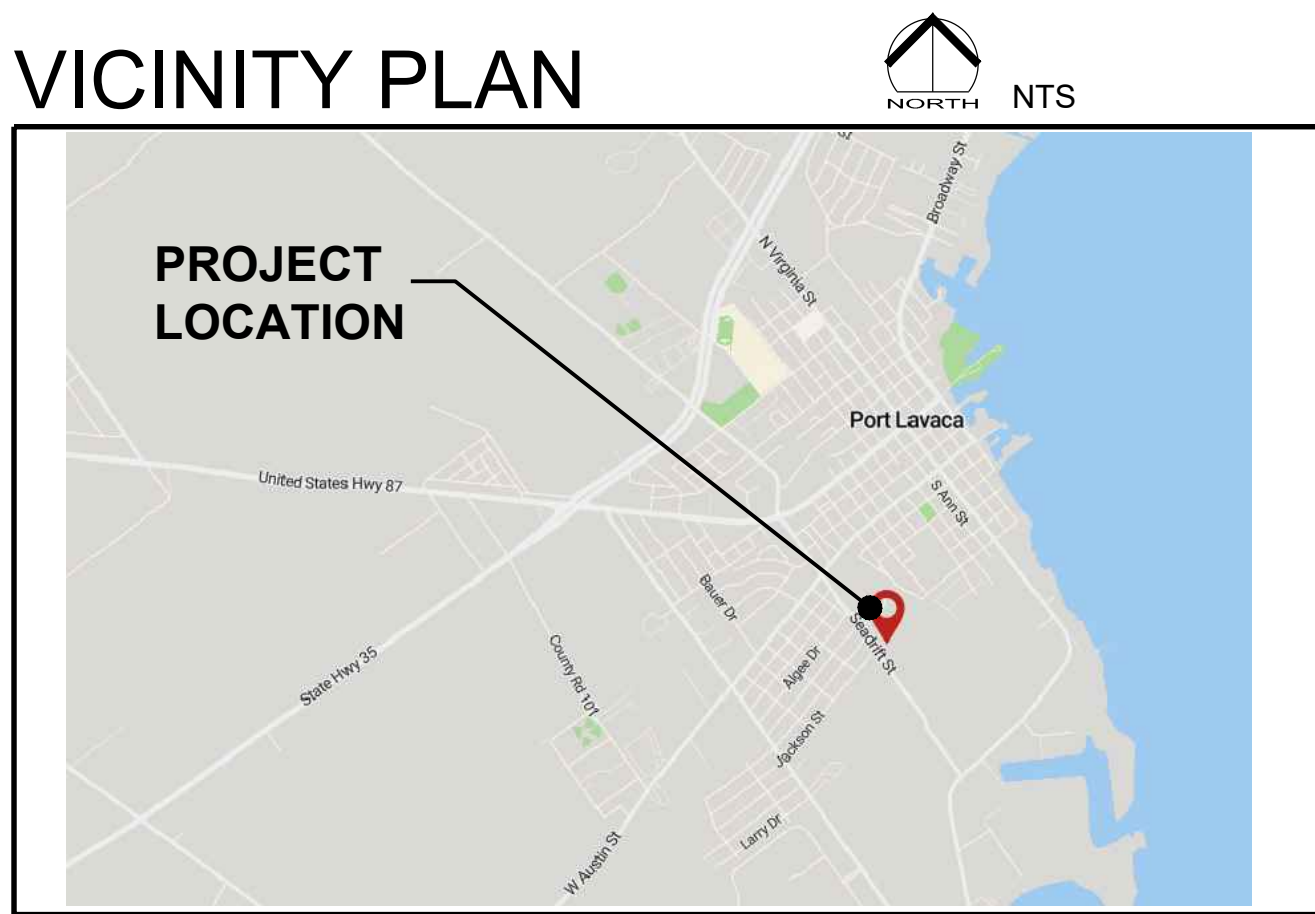 VICINITY PLAN
NORTH
NTS
Broadway St
N Virginia St
PROJECT
LOCATION
Port Lavaca
United States Hwy 87
S Ann St
Bauer Dr
Seadrift St
Algee Dr
County Rd 101
State Hwy 35
Jackson St
Larry Dr
W Austin St